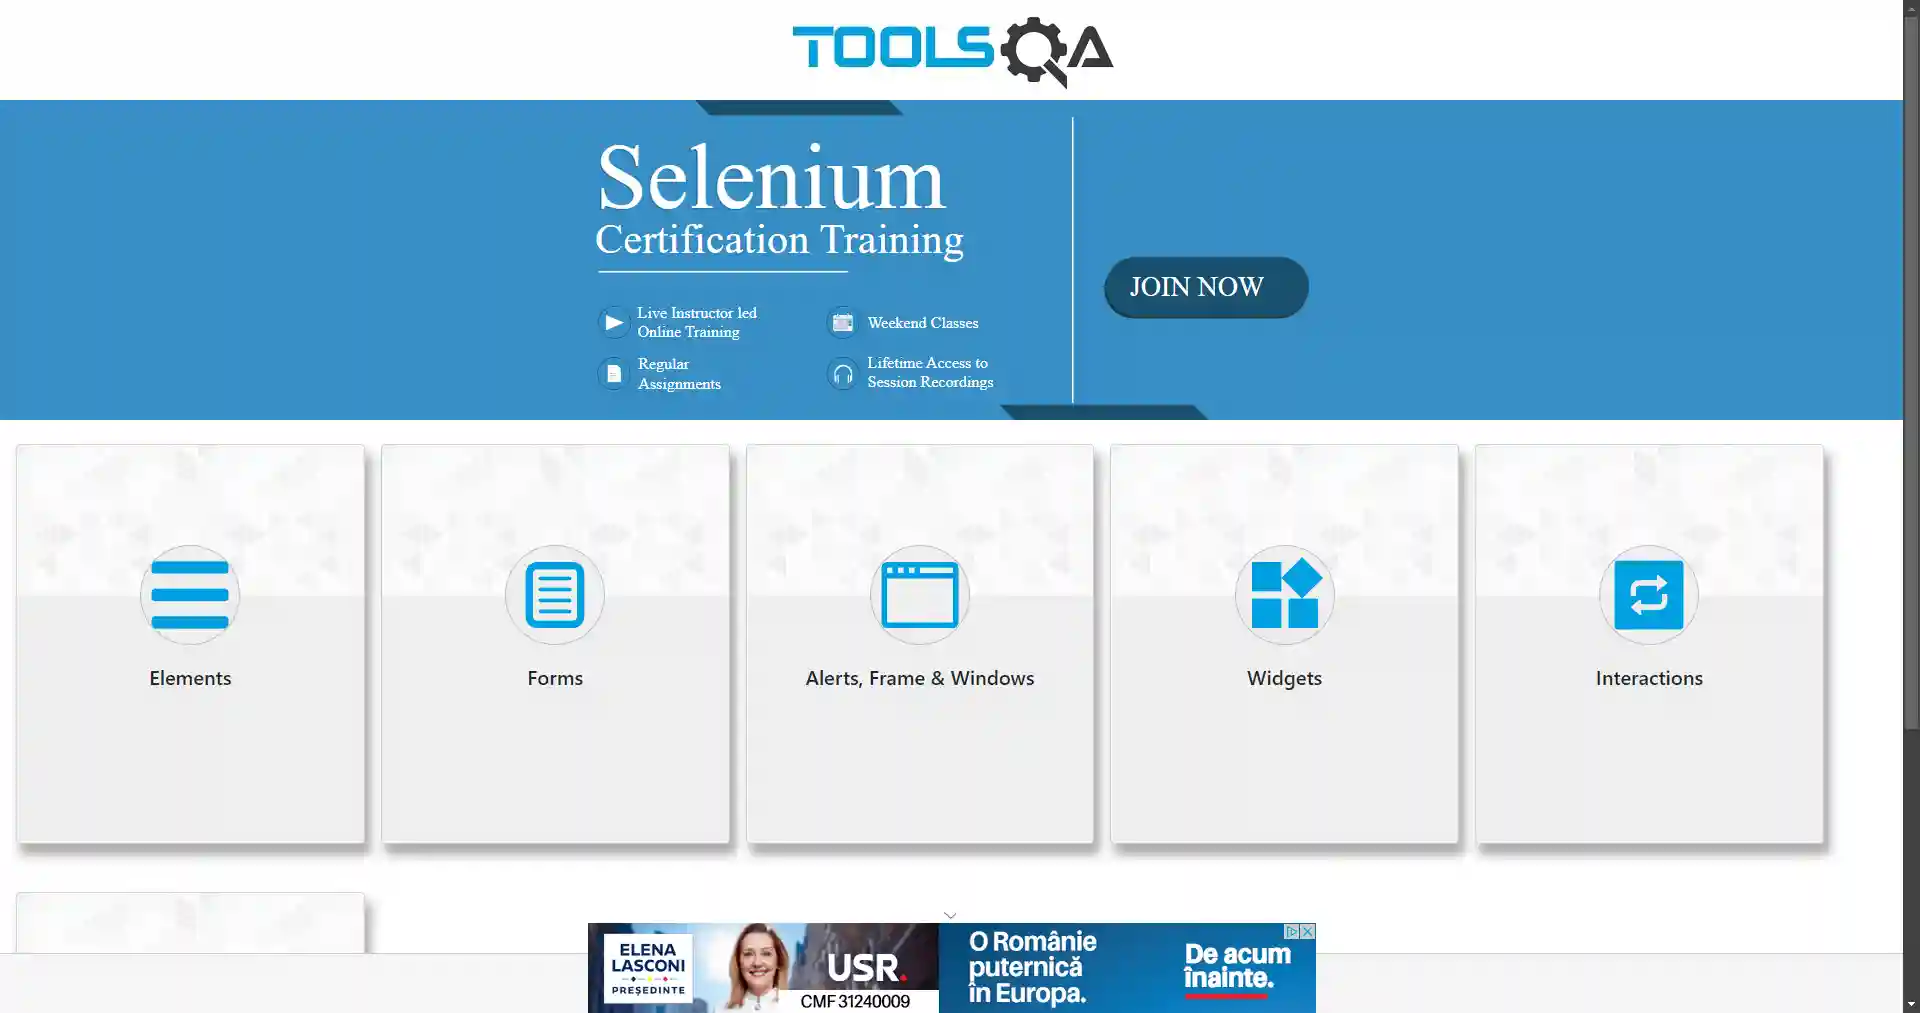 TOOLSQA
Selenium
Certification Training
Live Instructor led
Online Training
Weekend Classes
Regular
Assignments
Lifetime Access to
Session Recordings
JOIN NOW
Elements
Forms
Alerts, Frame & Windows
Widgets
Interactions
ELENA
LASCONI
PREȘEDINTE
USR.
CMF 31240009
O Românie
puternică
în Europa.
De acum
înainte.